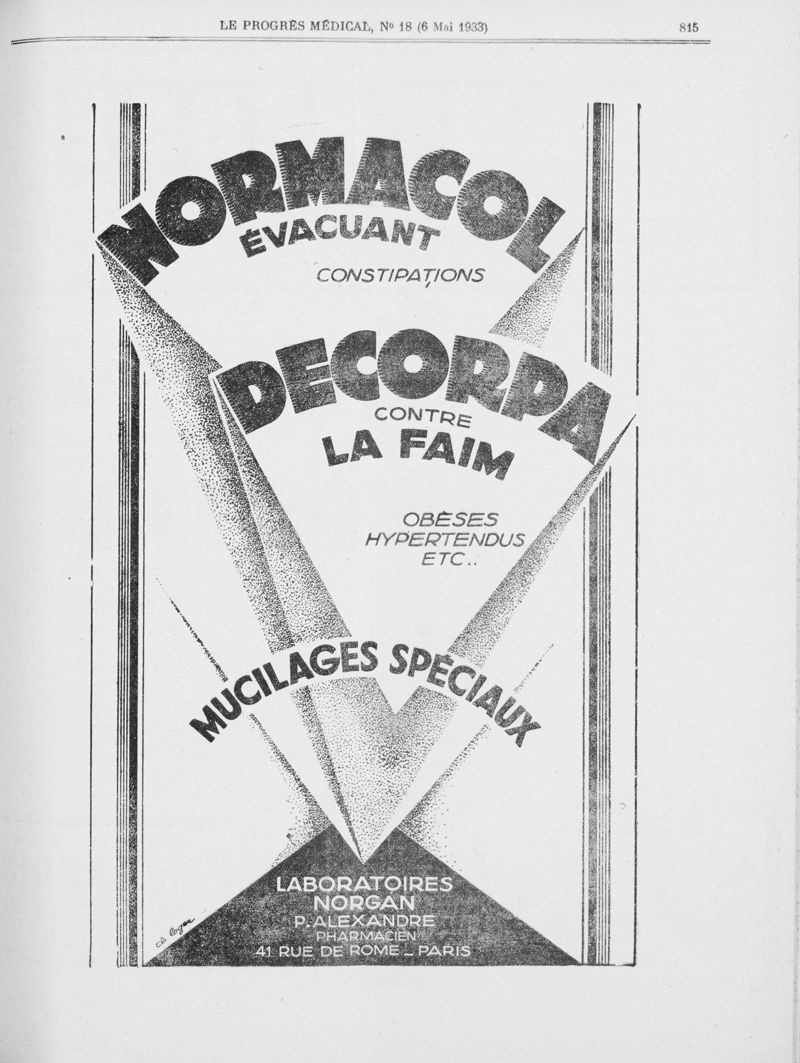 LE PROGRÈS MÉDICAL, No 18 (6 Mai 1933) 815
NORMACOL
ÉVACUANT
CONSTIPATIONS
DECORPA
CONTRE
LA FAIM
OBÈSES
HYPERTENDUS
ETC..
MUCILAGES SPÉCIAUX
LABORATOIRES
NORGAN
P. ALEXANDRE
PHARMACIEN
41 RUE DE ROME _ PARIS